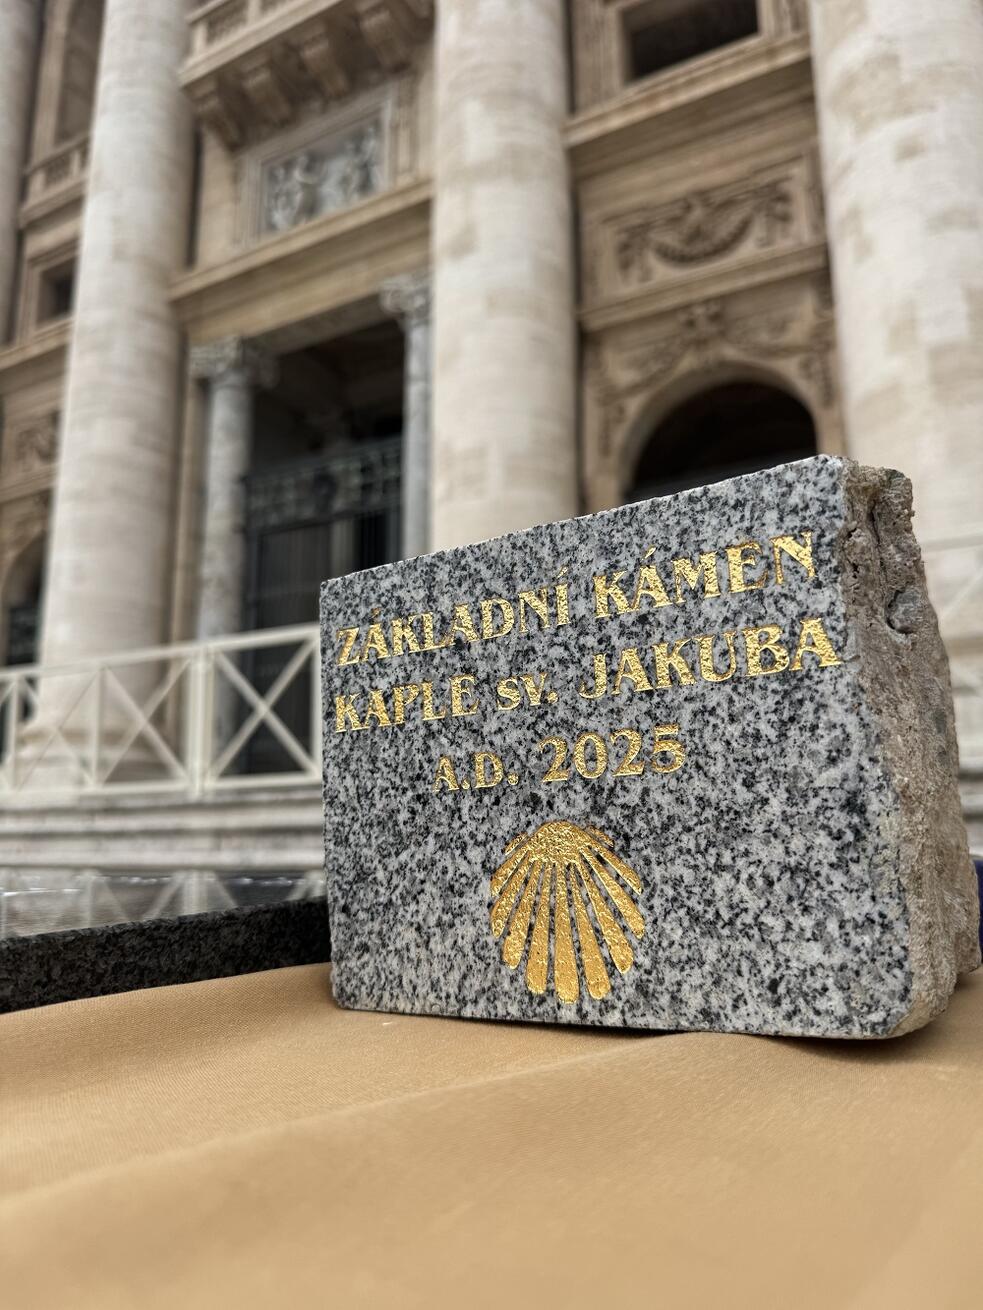 ZÁKLADNÍ KÁMEN
KAPLE sv. JAKUBA
A.D. 2025